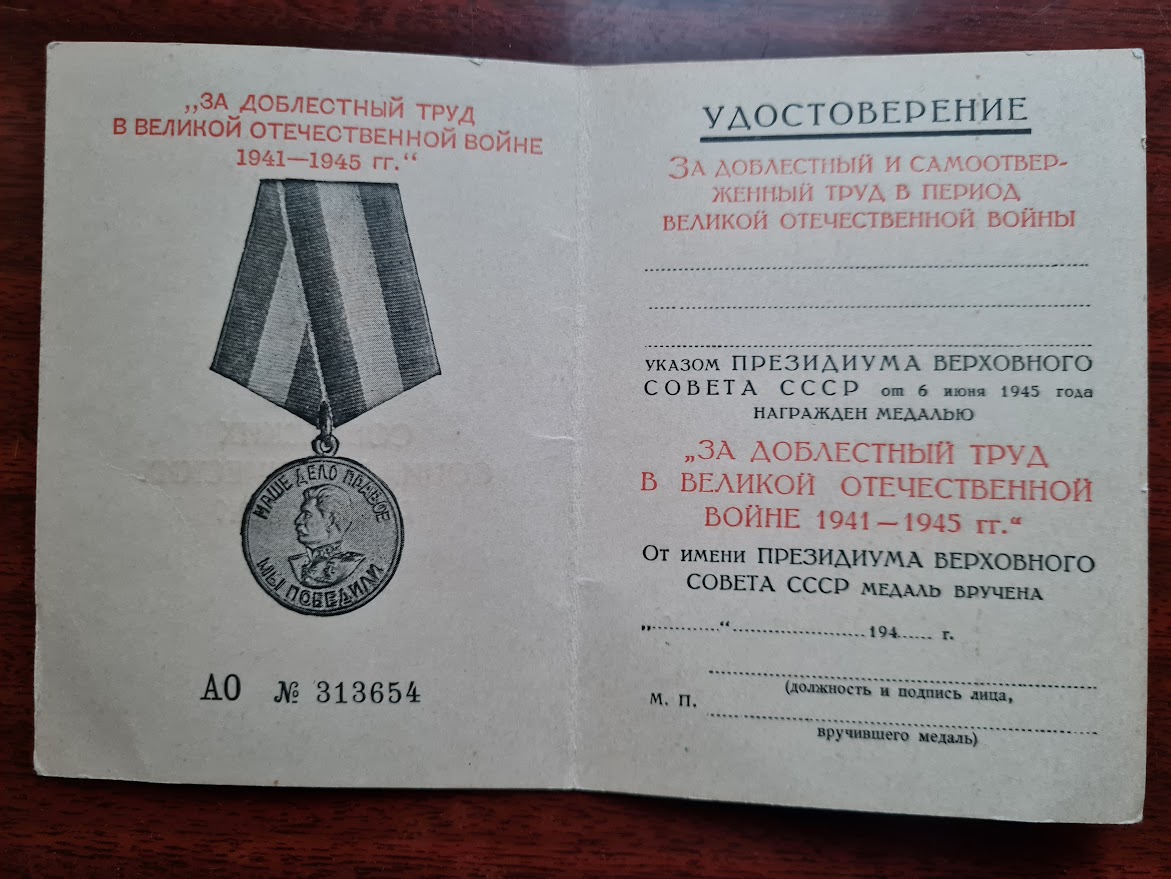 „ЗА ДОБЛЕСТНЫЙ ТРУД
В ВЕЛИКОЙ ОТЕЧЕСТВЕННОЙ ВОЙНЕ
1941—1945 гг.“
НАШЕ ДЕЛО ПРАВОЕ
МЫ ПОБЕДИЛИ
АО № 313654
УДОСТОВЕРЕНИЕ
ЗА ДОБЛЕСТНЫЙ И САМООТВЕР-
ЖЕННЫЙ ТРУД В ПЕРИОД
ВЕЛИКОЙ ОТЕЧЕСТВЕННОЙ ВОЙНЫ
УКАЗОМ ПРЕЗИДИУМА ВЕРХОВНОГО
СОВЕТА СССР от 6 июня 1945 года
НАГРАЖДЕН МЕДАЛЬЮ
„ЗА ДОБЛЕСТНЫЙ ТРУД
В ВЕЛИКОЙ ОТЕЧЕСТВЕННОЙ
ВОЙНЕ 1941—1945 гг.“
От имени ПРЕЗИДИУМА ВЕРХОВНОГО
СОВЕТА СССР МЕДАЛЬ ВРУЧЕНА
„..........“.................... 194...... г.
(должность и подпись лица,
М. П.
вручившего медаль)